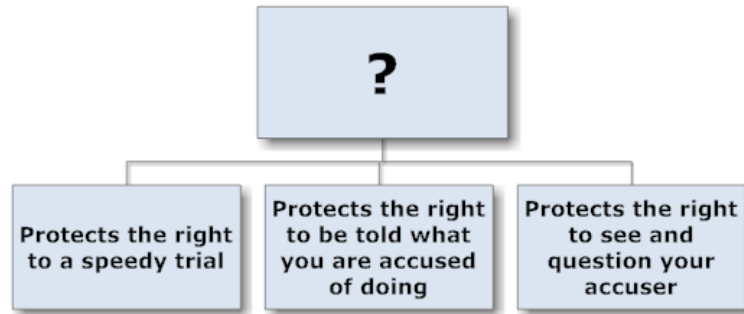 ?
Protects the right
to a speedy trial
Protects the right
to be told what
you are accused
of doing
Protects the right
to see and
question your
accuser